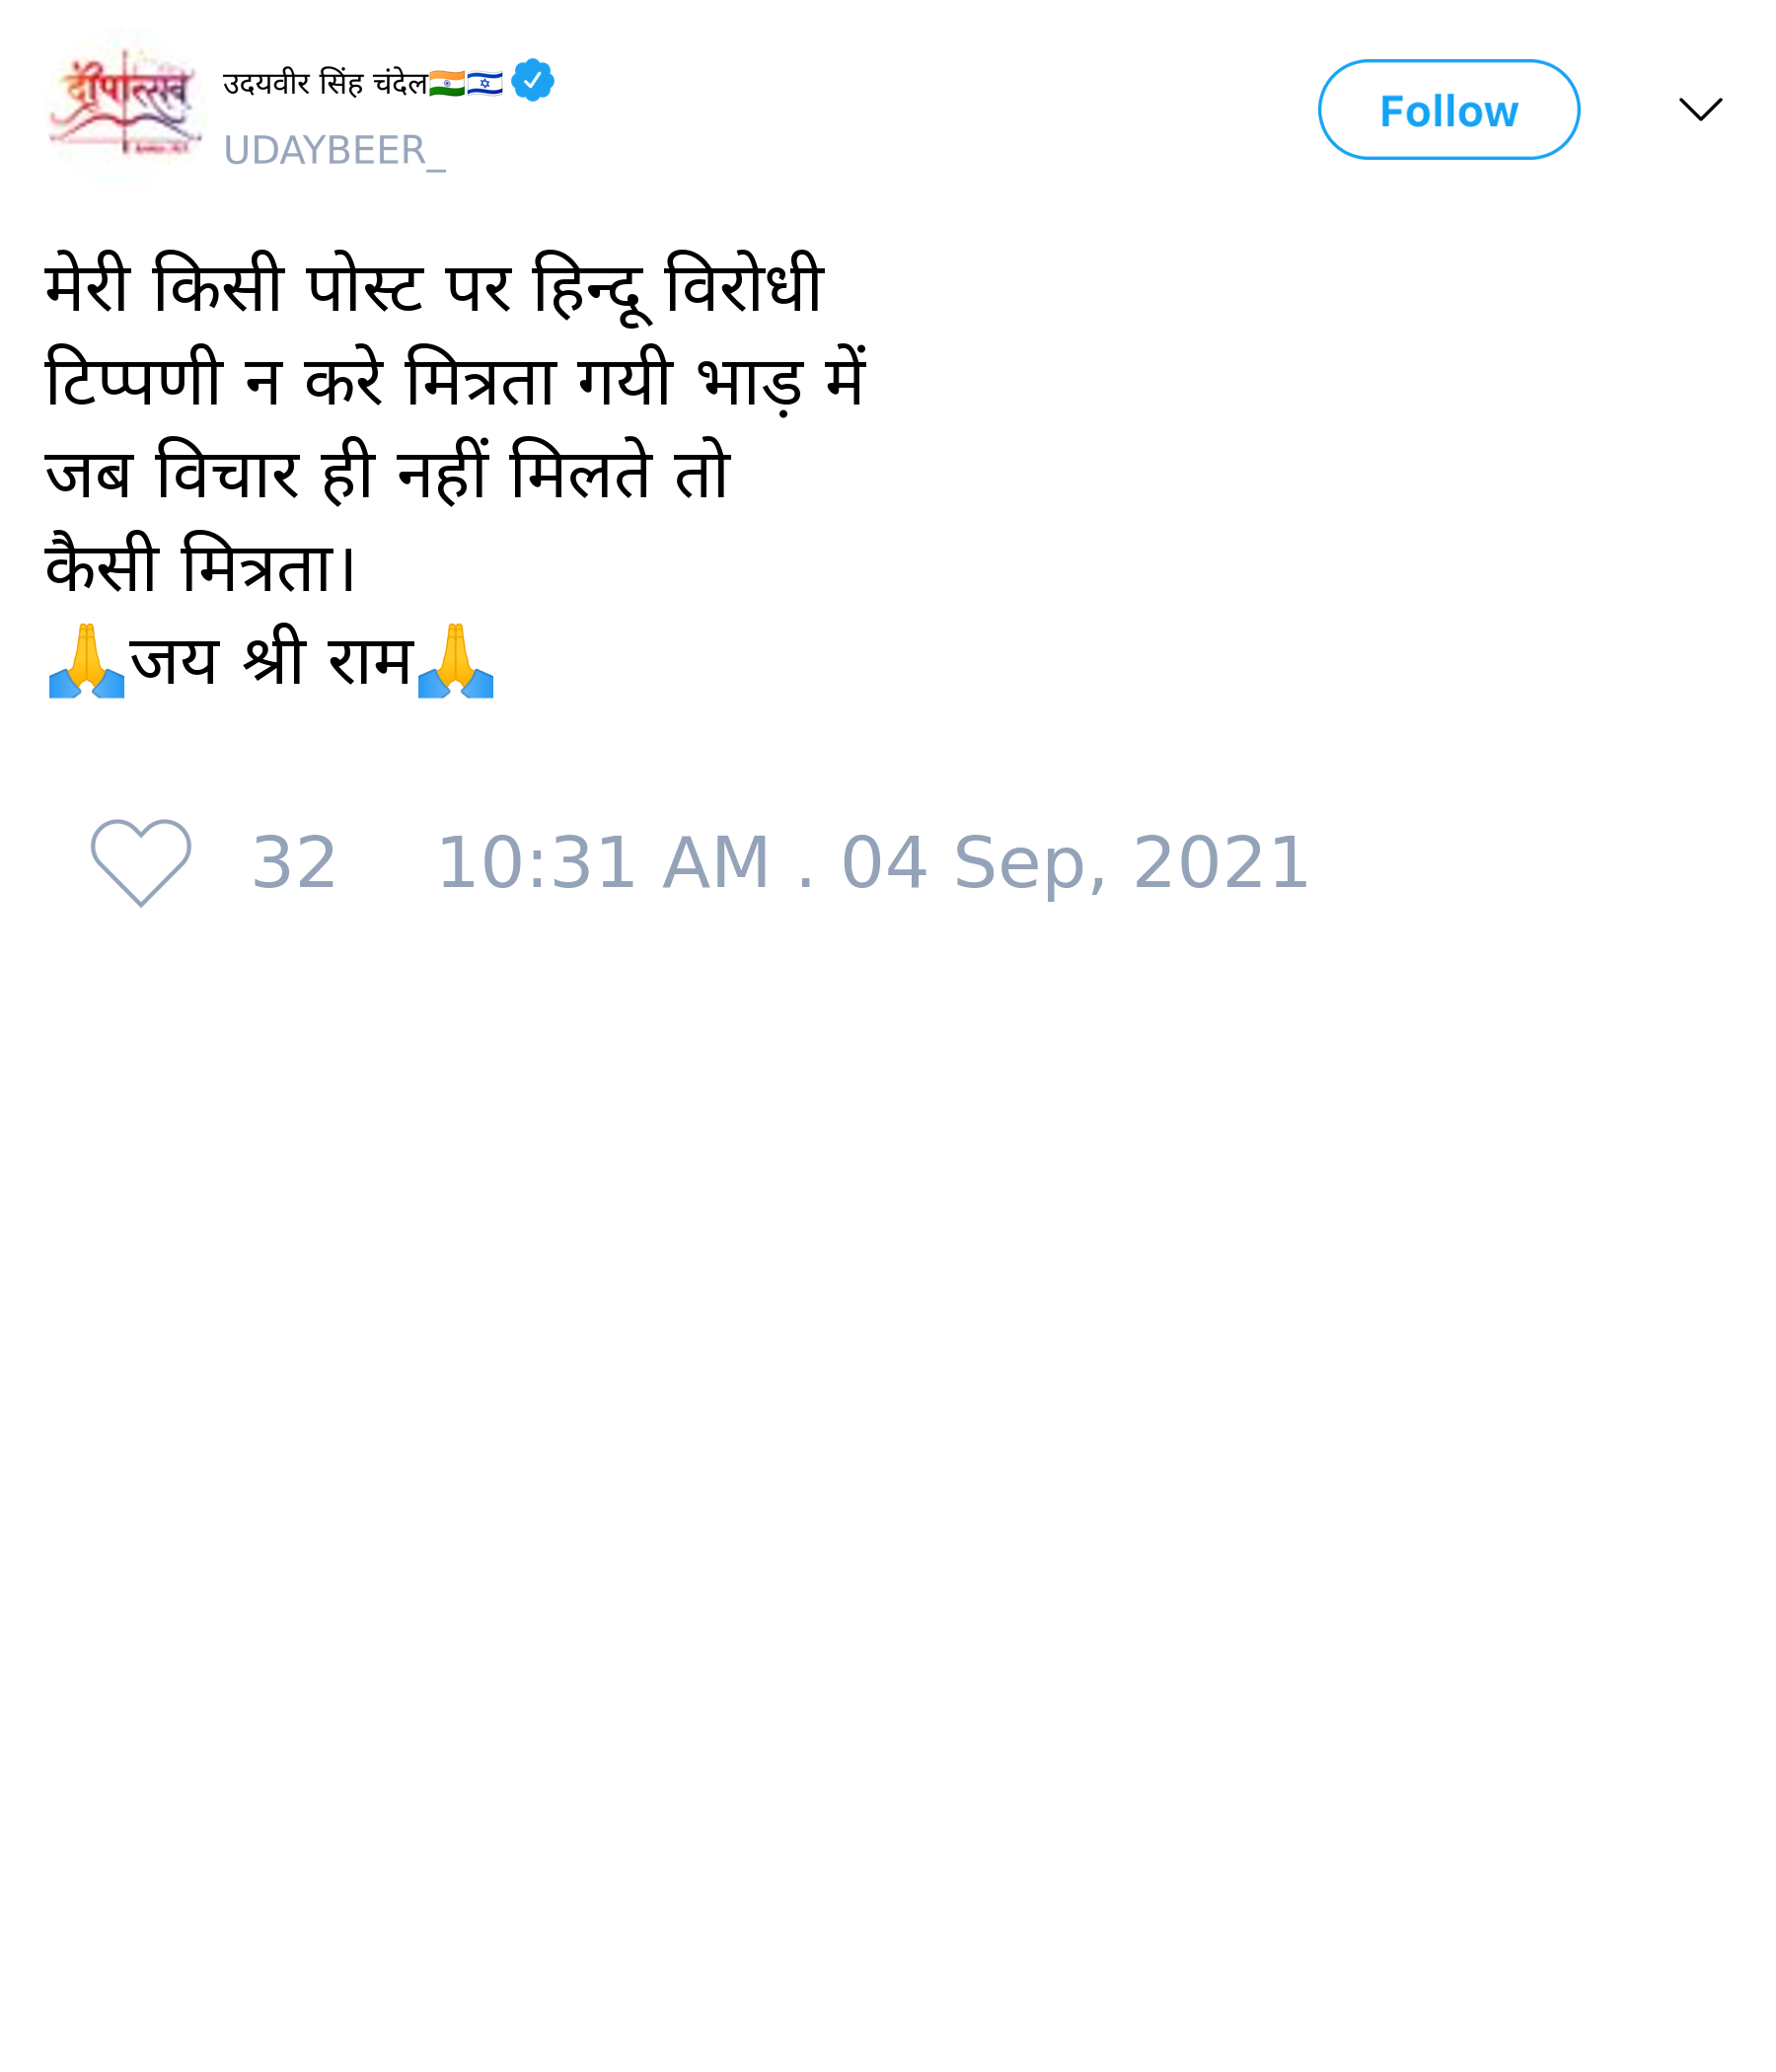 दीपोत्सव
उदयवीर सिंह चंदेल🇮🇳🇮🇱
UDAYBEER_
Follow
मेरी किसी पोस्ट पर हिन्दू विरोधी
टिप्पणी न करे मित्रता गयी भाड़ में
जब विचार ही नहीं मिलते तो
कैसी मित्रता।
🙏जय श्री राम🙏
32 10:31 AM . 04 Sep, 2021